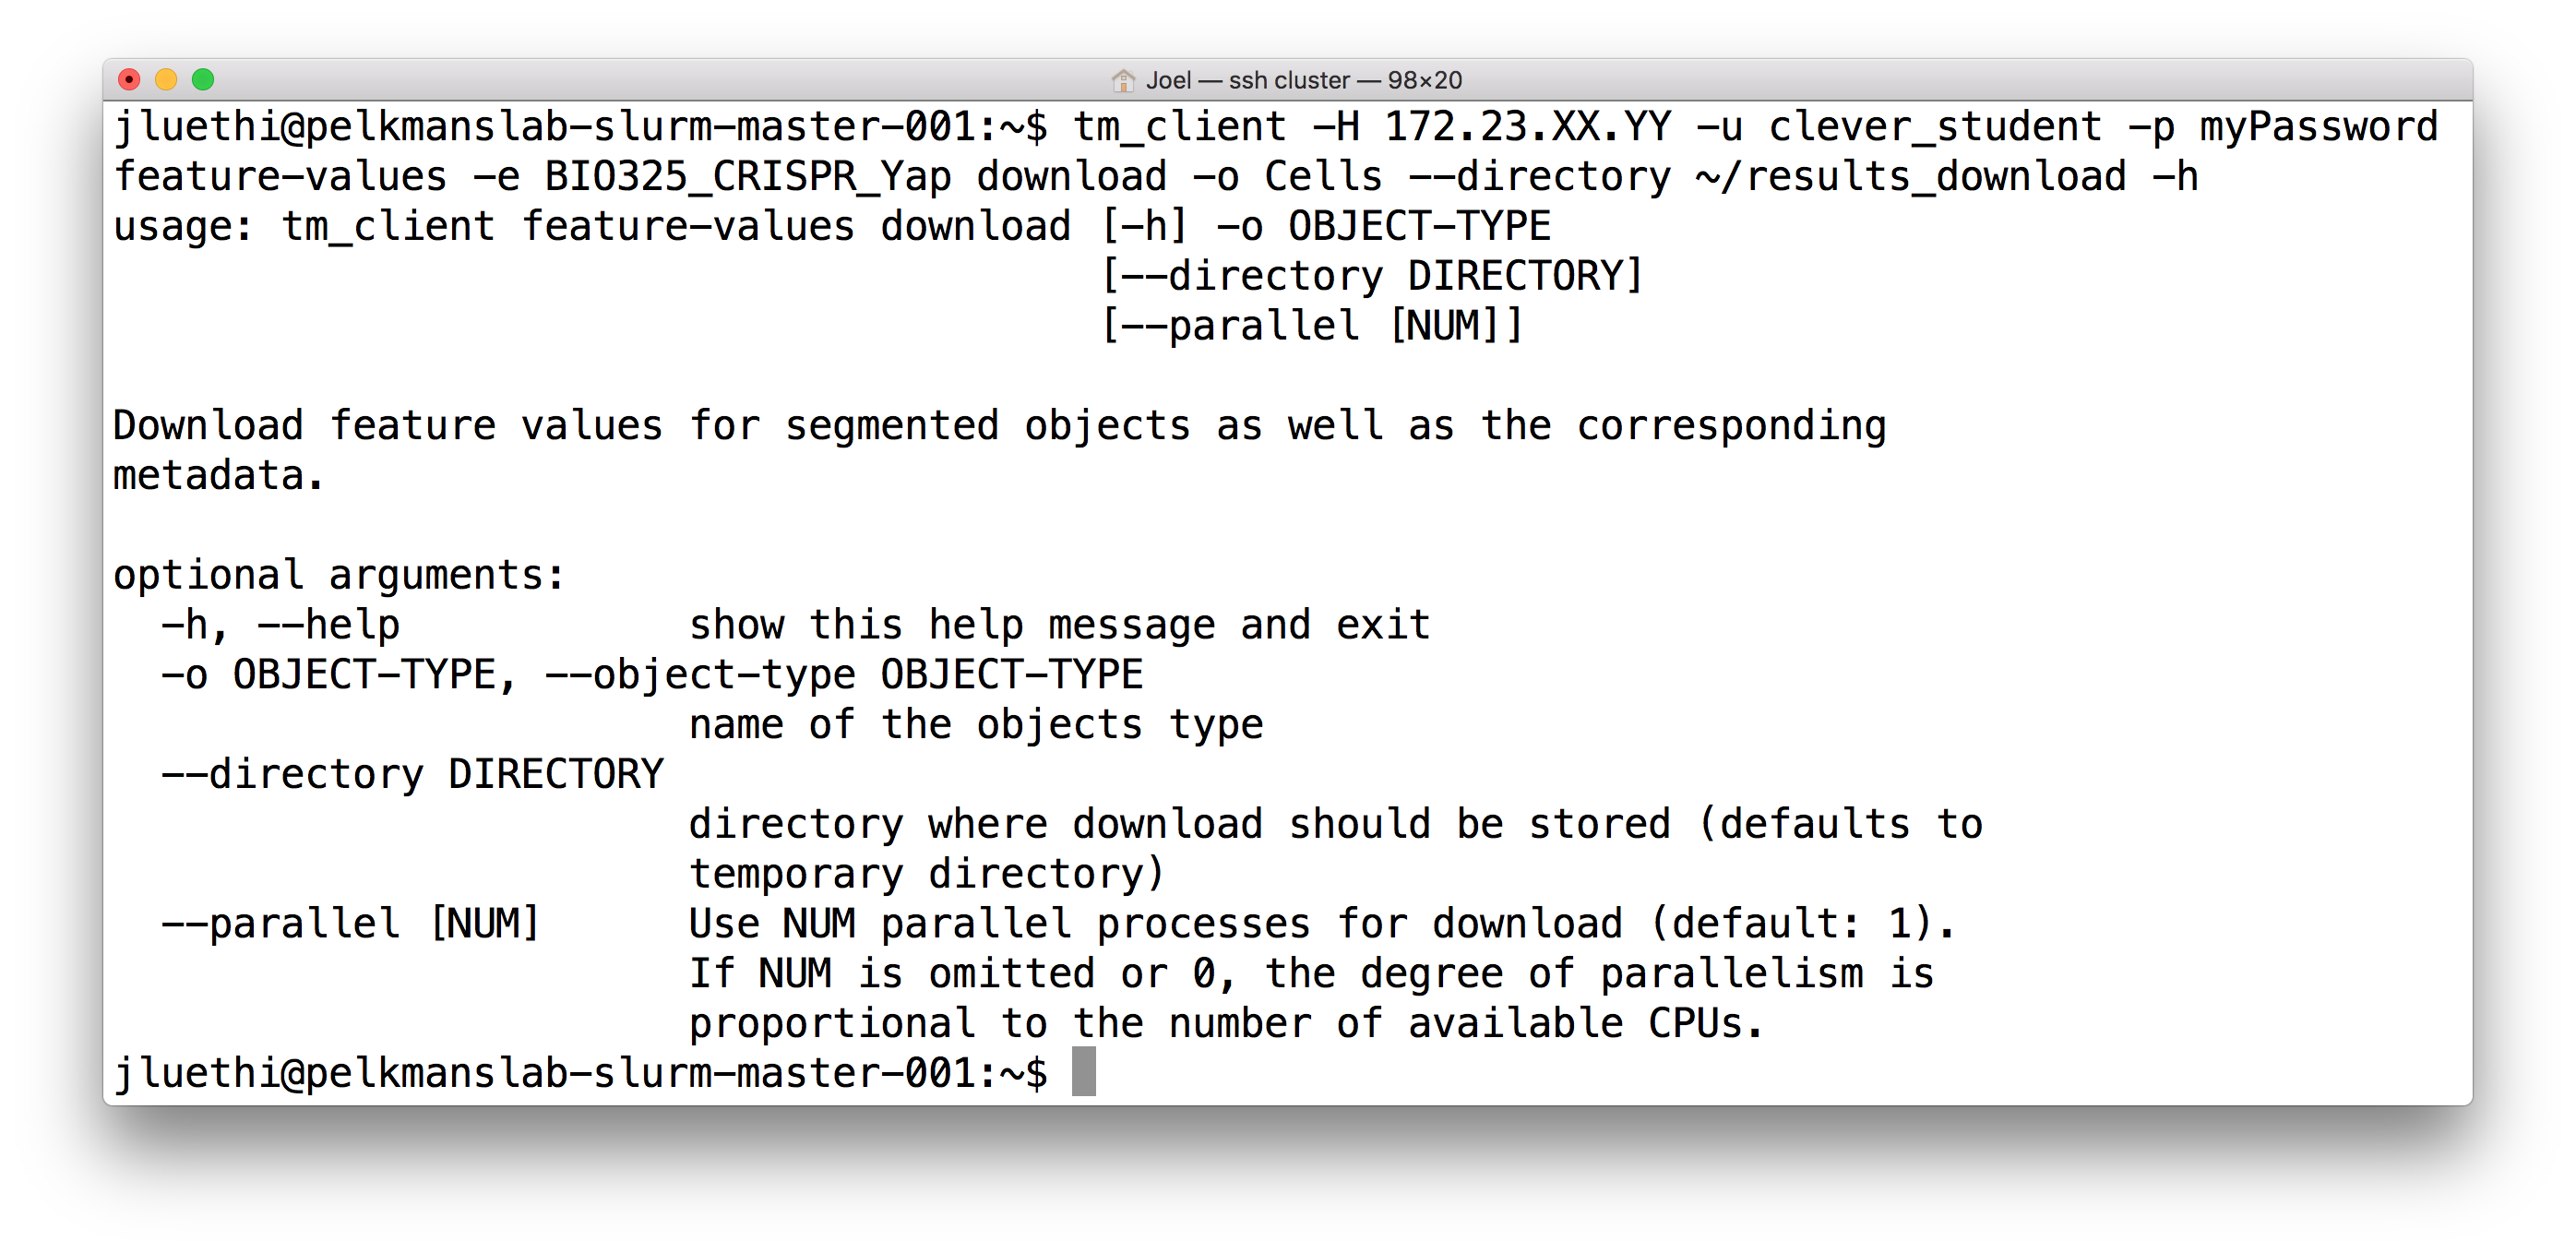 Joel — ssh cluster — 98×20
jluethi@pelkmanslab-slurm-master-001:~$ tm_client -H 172.23.XX.YY -u clever_student -p myPassword
feature-values -e BIO325_CRISPR_Yap download -o Cells --directory ~/results_download -h
usage: tm_client feature-values download [-h] -o OBJECT-TYPE
[--directory DIRECTORY]
[--parallel [NUM]]
Download feature values for segmented objects as well as the corresponding
metadata.
optional arguments:
-h, --help show this help message and exit
-o OBJECT-TYPE, --object-type OBJECT-TYPE
name of the objects type
--directory DIRECTORY
directory where download should be stored (defaults to
temporary directory)
--parallel [NUM] Use NUM parallel processes for download (default: 1).
If NUM is omitted or 0, the degree of parallelism is
proportional to the number of available CPUs.
jluethi@pelkmanslab-slurm-master-001:~$